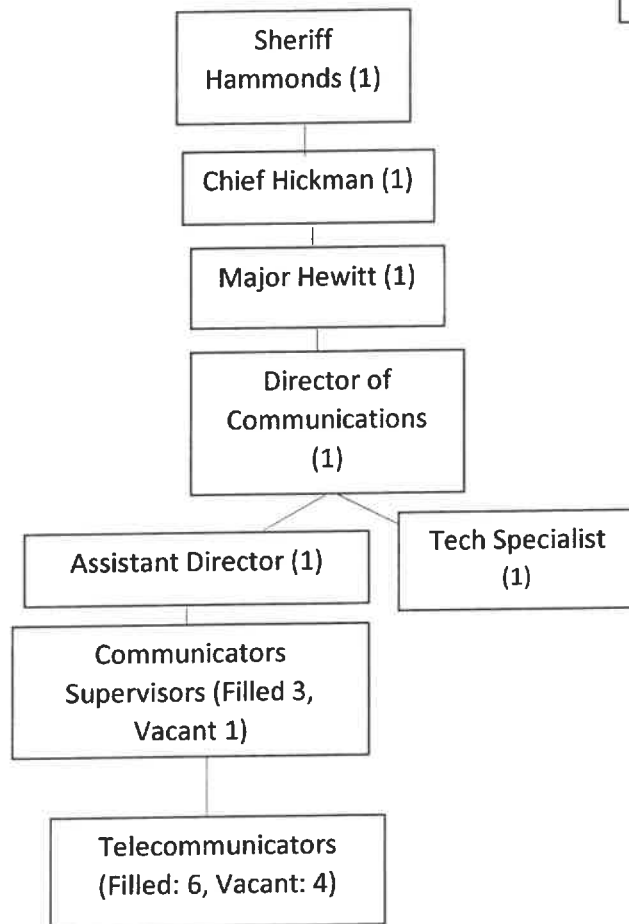 Sheriff
Hammonds (1)
Chief Hickman (1)
Major Hewitt (1)
Director of
Communications
(1)
Assistant Director (1)
Tech Specialist
(1)
Communicators
Supervisors (Filled 3,
Vacant 1)
Telecommunicators
(Filled: 6, Vacant: 4)